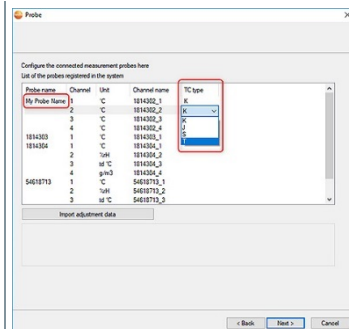 Probe
Configure the connected measurement probes here
List of the probes registered in the system
Probe name Channel Unit Channel name TC type
My Probe Name 1 °C 1814302_1 K
2 °C 1814302_2 K
3 °C 1814302_3 K
4 °C 1814302_4 J
1814303 1 °C 1814303_1 S
1814304 1 °C 1814304_1 T
2 %rH 1814304_2
3 td °C 1814304_3
4 g/m3 1814304_4
54618713 1 °C 54618713_1
2 %rH 54618713_2
3 td °C 54618713_3
Import adjustment data
< Back Next > Cancel